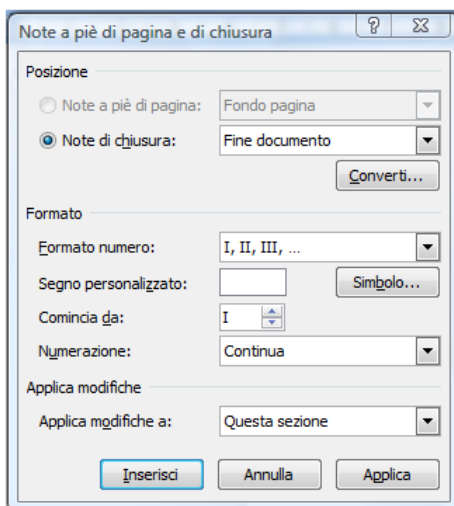 Note a piè di pagina e di chiusura
Posizione
Note a piè di pagina: Fondo pagina
Note di chiusura: Fine documento
Converti...
Formato
Formato numero: I, II, III, ...
Segno personalizzato: Simbolo...
Comincia da: I
Numerazione: Continua
Applica modifiche
Applica modifiche a: Questa sezione
Inserisci Annulla Applica